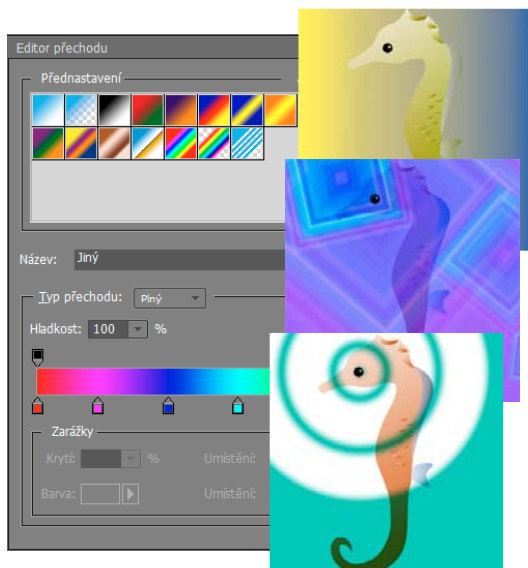 Editor přechodu
Přednastavení
Název: Jiný
Typ přechodu: Plný
Hladkost: 100 %
Zarážky
Krytí: % Umístění:
Barva: Umístění: